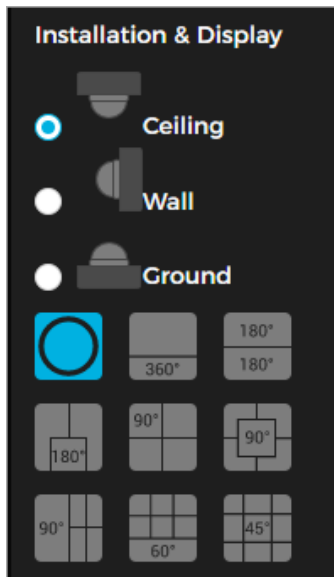 Installation & Display
Ceiling
Wall
Ground
360°
180°
180°
180°
90°
90°
90°
60°
45°